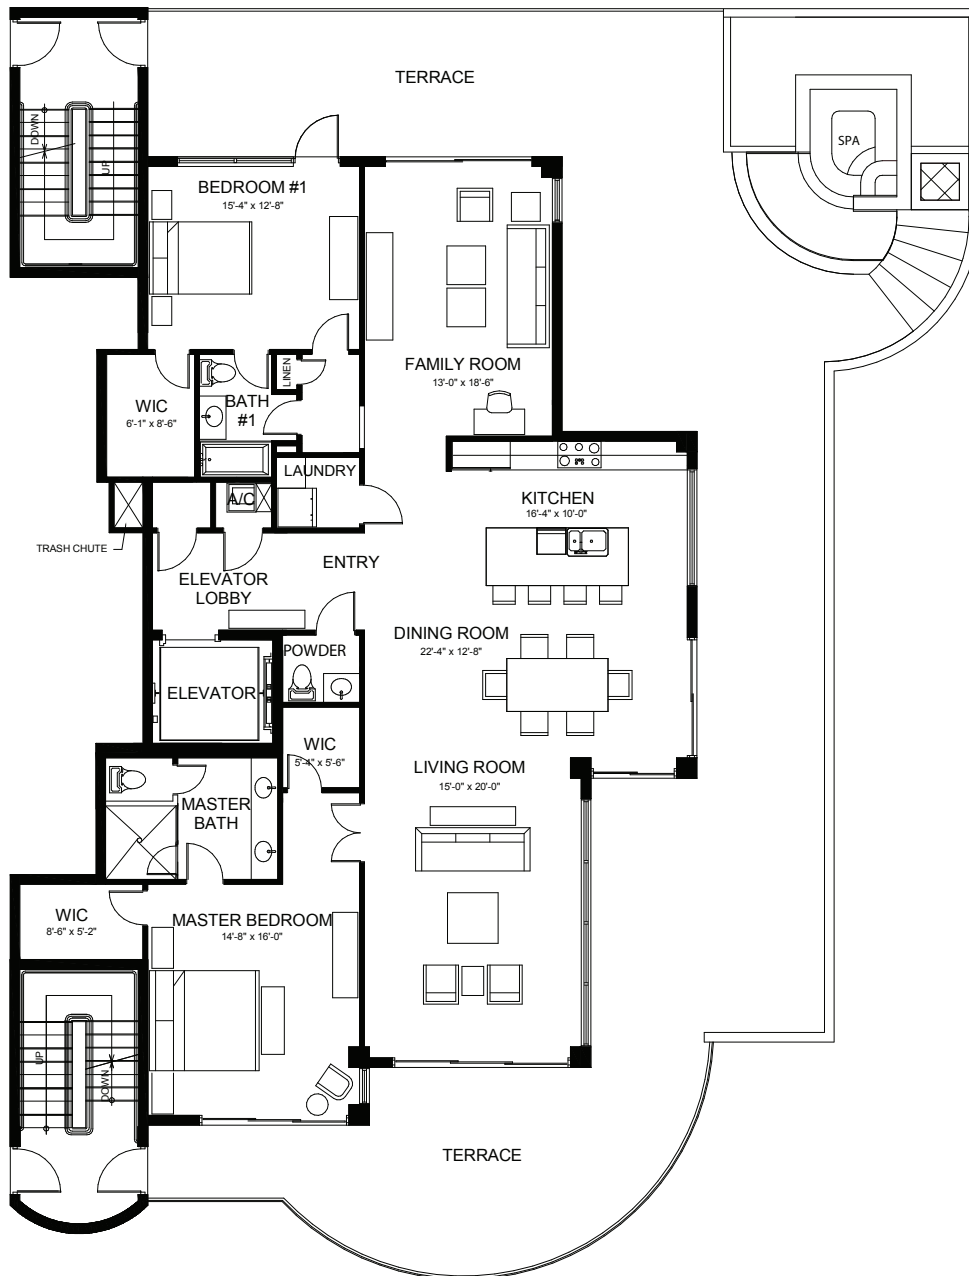 TERRACE
DOWN
UP
SPA
BEDROOM #1
15'-4" x 12'-8"
FAMILY ROOM
13'-0" x 18'-6"
LINEN
WIC
6'-1" x 8'-6"
BATH
#1
LAUNDRY
A/C
KITCHEN
16'-4" x 10'-0"
TRASH CHUTE
ENTRY
ELEVATOR
LOBBY
DINING ROOM
22'-4" x 12'-8"
POWDER
ELEVATOR
WIC
5'-4" x 5'-6"
LIVING ROOM
15'-0" x 20'-0"
MASTER
BATH
WIC
8'-6" x 5'-2"
MASTER BEDROOM
14'-8" x 16'-0"
UP
DOWN
TERRACE